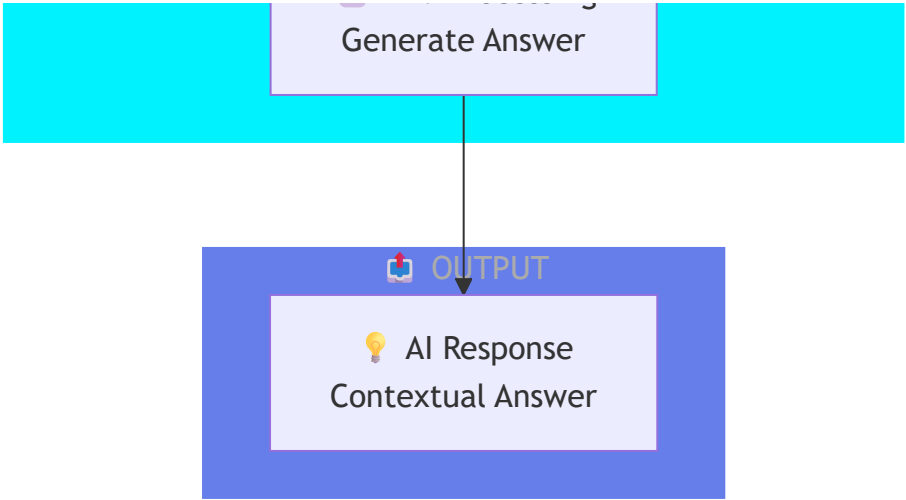 Generate Answer
📤 OUTPUT
💡 AI Response
Contextual Answer